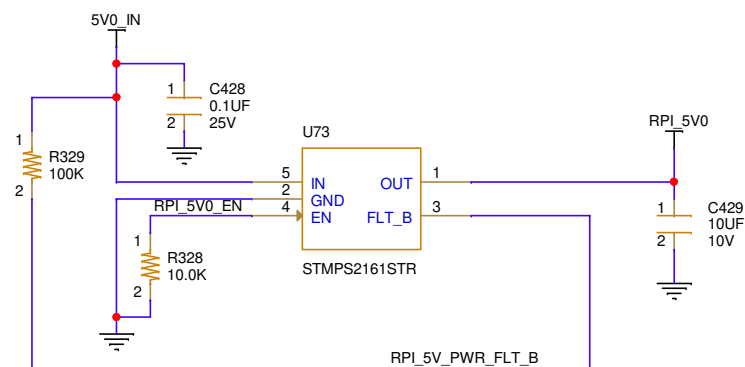 5V0_IN
1
C428
0.1UF
2
25V
1
R329
100K
2
U73
5
IN
OUT
1
2
GND
RPI_5V0_EN
4
EN
FLT_B
3
STMPS2161STR
1
R328
10.0K
2
RPI_5V0
1
C429
10UF
2
10V
RPI_5V_PWR_FLT_B